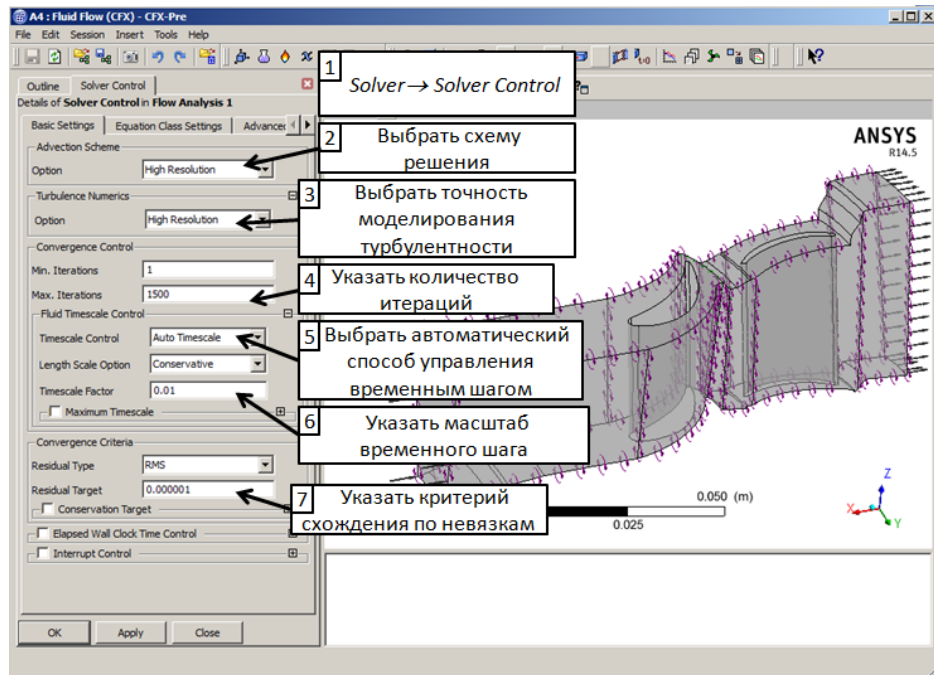 A4 : Fluid Flow (CFX) - CFX-Pre
File Edit Session Insert Tools Help
1
Solver→ Solver Control
Outline Solver Control
Details of Solver Control in Flow Analysis 1
Basic Settings Equation Class Settings
Advection Scheme
Option High Resolution
2
Выбрать схему
решения
Turbulence Numerics
Option High Resolution
3
Выбрать точность
моделирования
турбулентности
Convergence Control
Min. Iterations 1
Max. Iterations 1500
4
Указать количество
итераций
Fluid Timescale Control
Timescale Control Auto Timescale
5
Выбрать автоматический
способ управления
временным шагом
Length Scale Option Conservative
Timescale Factor 0.01
Maximum Timescale
6
Указать масштаб
временного шага
Convergence Criteria
Residual Type RMS
Residual Target 0.000001
7
Указать критерий
схождения по невязкам
Conservation Target
Elapsed Wall Clock Time Control
Interrupt Control
OK Apply Close
ANSYS
R14.5
0.050 (m)
0.025
Z
X
Y